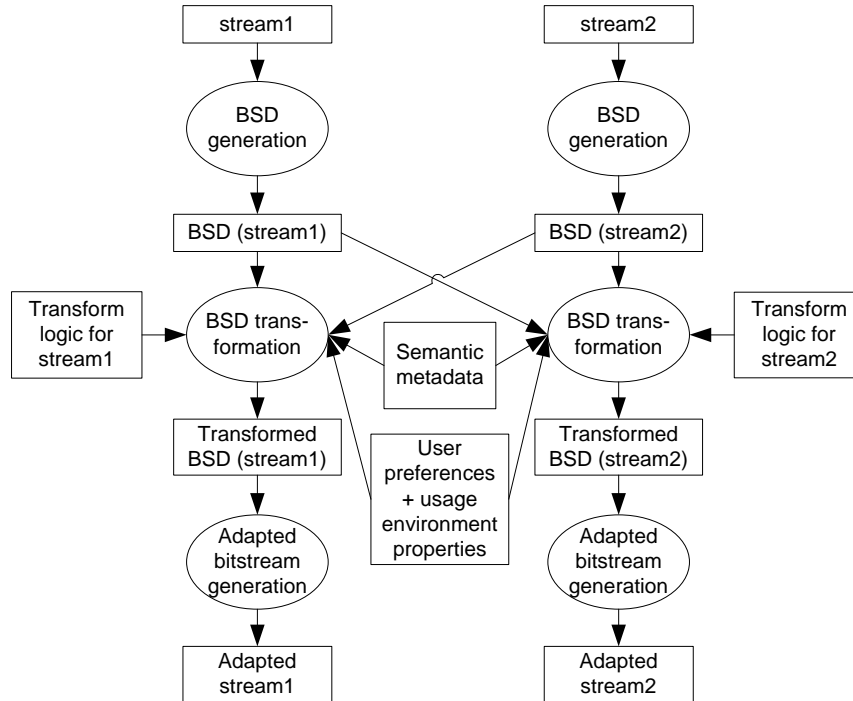 stream1
stream2
BSD
generation
BSD
generation
BSD (stream1)
BSD (stream2)
Transform
logic for
stream1
BSD trans-
formation
Semantic
metadata
BSD trans-
formation
Transform
logic for
stream2
Transformed
BSD (stream1)
User
preferences
+ usage
environment
properties
Transformed
BSD (stream2)
Adapted
bitstream
generation
Adapted
bitstream
generation
Adapted
stream1
Adapted
stream2